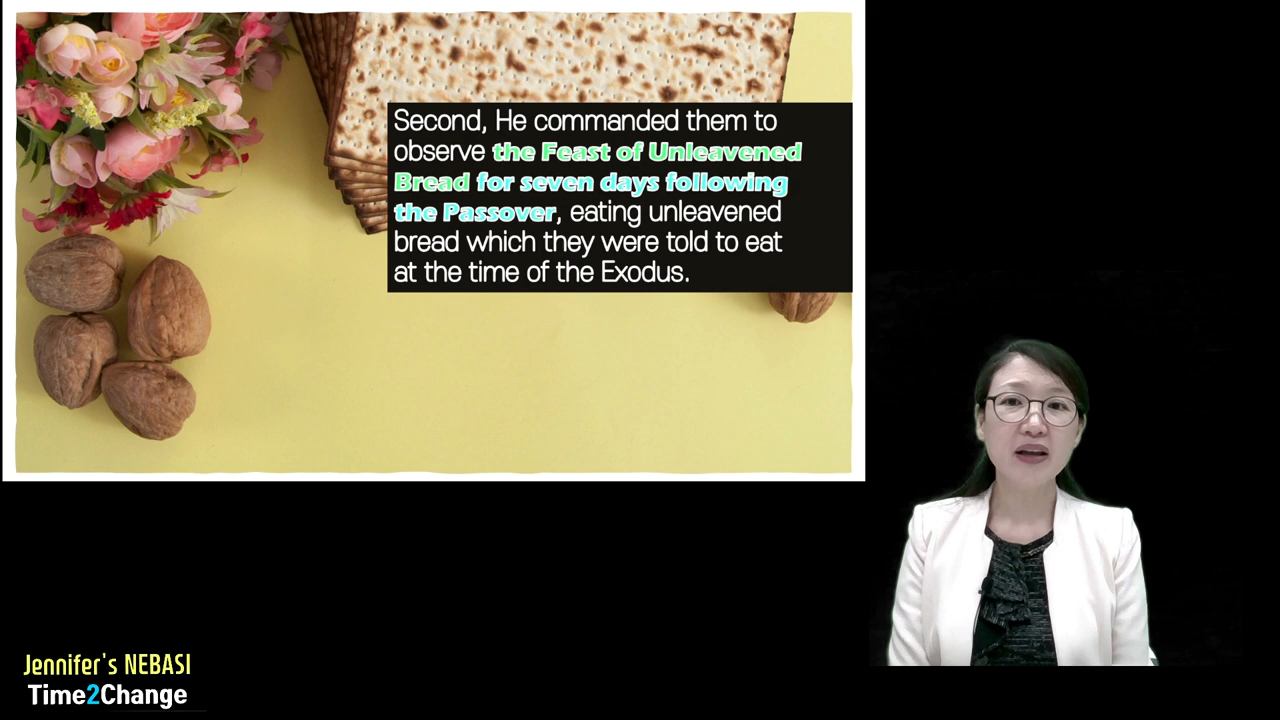 Second, He commanded them to
observe the Feast of Unleavened
Bread for seven days following
the Passover, eating unleavened
bread which they were told to eat
at the time of the Exodus.
Jennifer's NEBASI
Time2Change